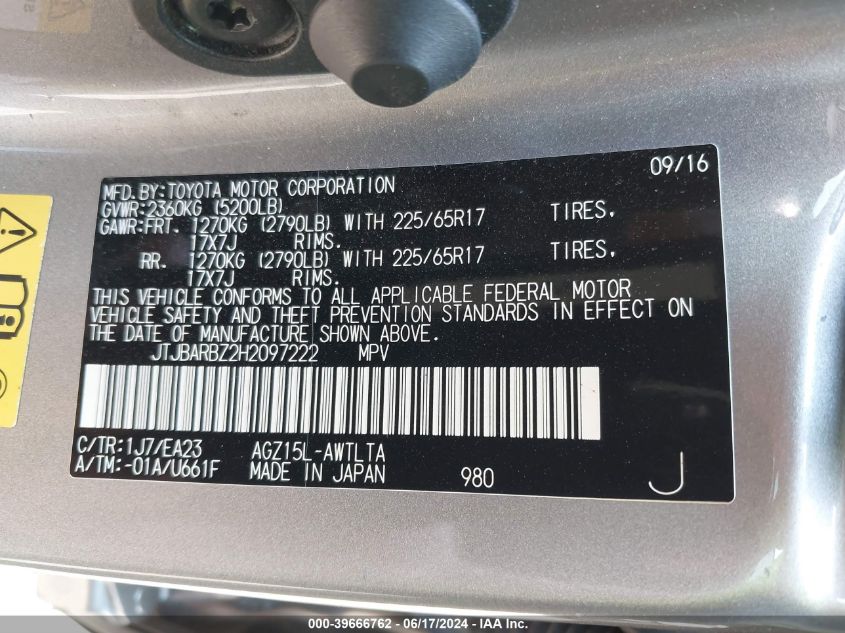 MFD. BY:TOYOTA MOTOR CORPORATION 09/16
GVWR:2360KG (5200LB)
GAWR:FRT. 1270KG (2790LB) WITH 225/65R17 TIRES,
17X7J RIMS.
RR. 1270KG (2790LB) WITH 225/65R17 TIRES,
17X7J RIMS.
THIS VEHICLE CONFORMS TO ALL APPLICABLE FEDERAL MOTOR
VEHICLE SAFETY AND THEFT PREVENTION STANDARDS IN EFFECT ON
THE DATE OF MANUFACTURE SHOWN ABOVE.
JTJBARBZ2H2097222 MPV
C/TR:1J7/EA23 AGZ15L-AWTLTA
A/TM:-01A/U661F MADE IN JAPAN 980 J
000-39666762 - 06/17/2024 - IAA Inc.